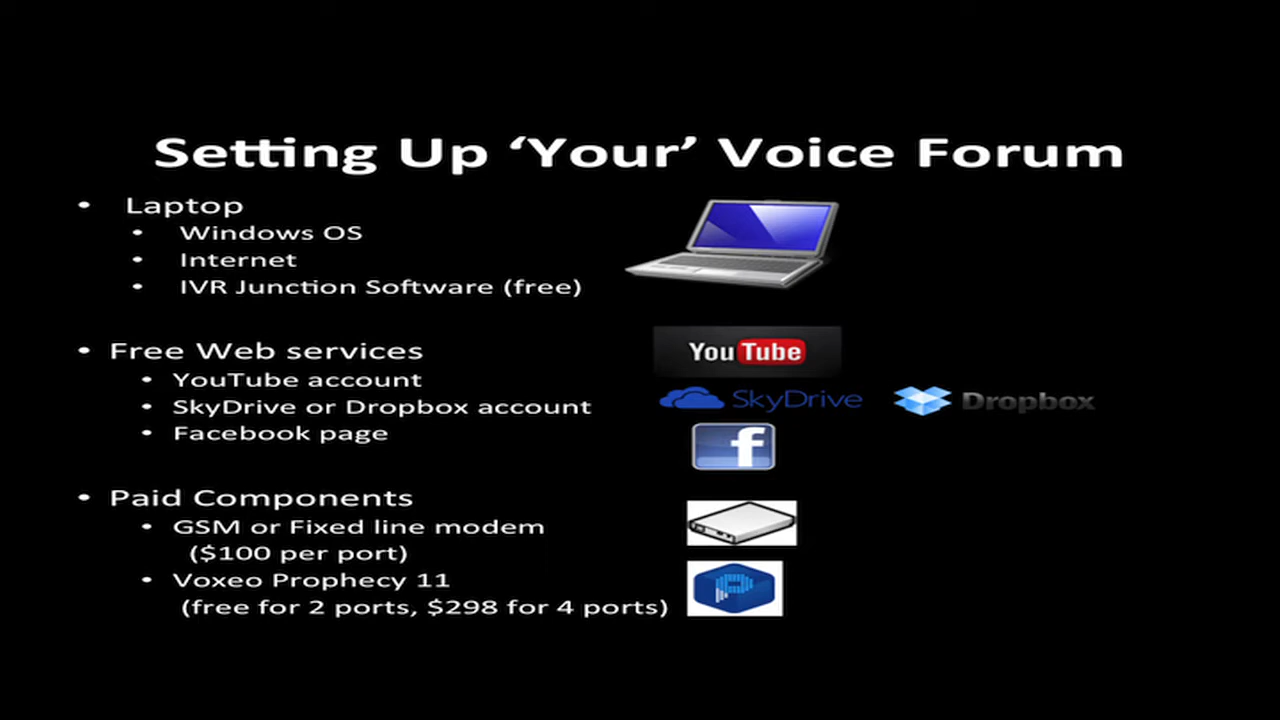 Setting Up ‘Your’ Voice Forum
• Laptop
• Windows OS
• Internet
• IVR Junction Software (free)
• Free Web services
YouTube
• YouTube account
• SkyDrive or Dropbox account
SkyDrive
Dropbox
• Facebook page
f
• Paid Components
• GSM or Fixed line modem
($100 per port)
• Voxeo Prophecy 11
(free for 2 ports, $298 for 4 ports)
P